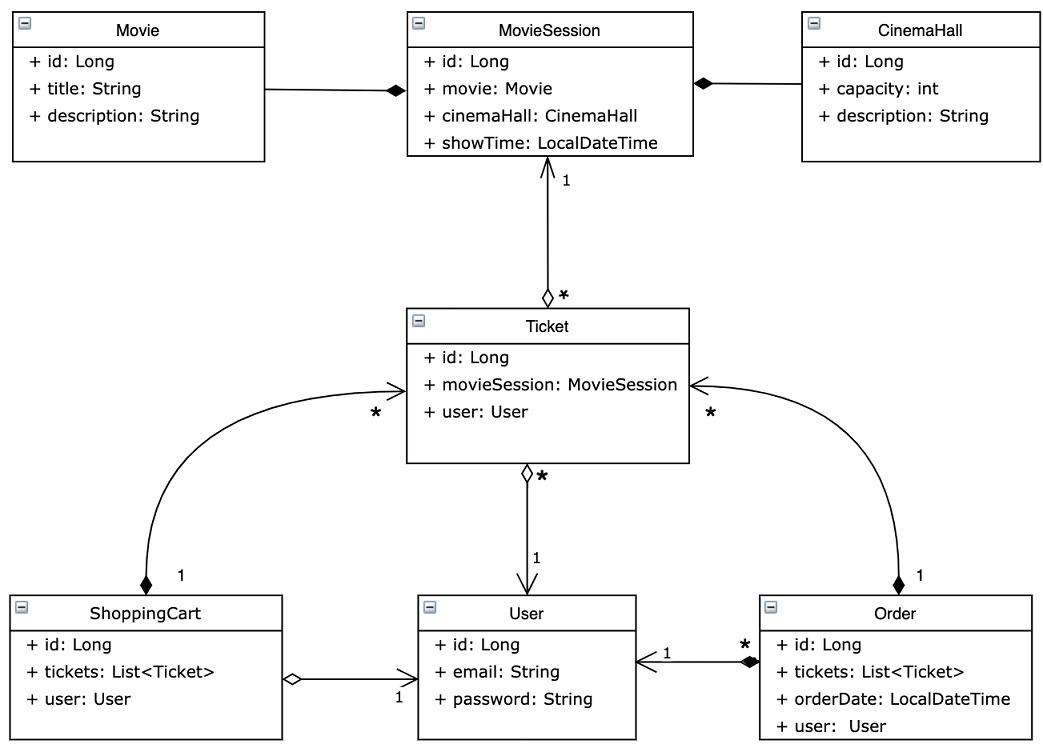 Movie
+ id: Long
+ title: String
+ description: String
MovieSession
+ id: Long
+ movie: Movie
+ cinemaHall: CinemaHall
+ showTime: LocalDateTime
CinemaHall
+ id: Long
+ capacity: int
+ description: String
1
*
Ticket
+ id: Long
+ movieSession: MovieSession
+ user: User
*
*
*
1
1
1
ShoppingCart
+ id: Long
+ tickets: List<Ticket>
+ user: User
1
User
+ id: Long
+ email: String
+ password: String
1
*
Order
+ id: Long
+ tickets: List<Ticket>
+ orderDate: LocalDateTime
+ user: User